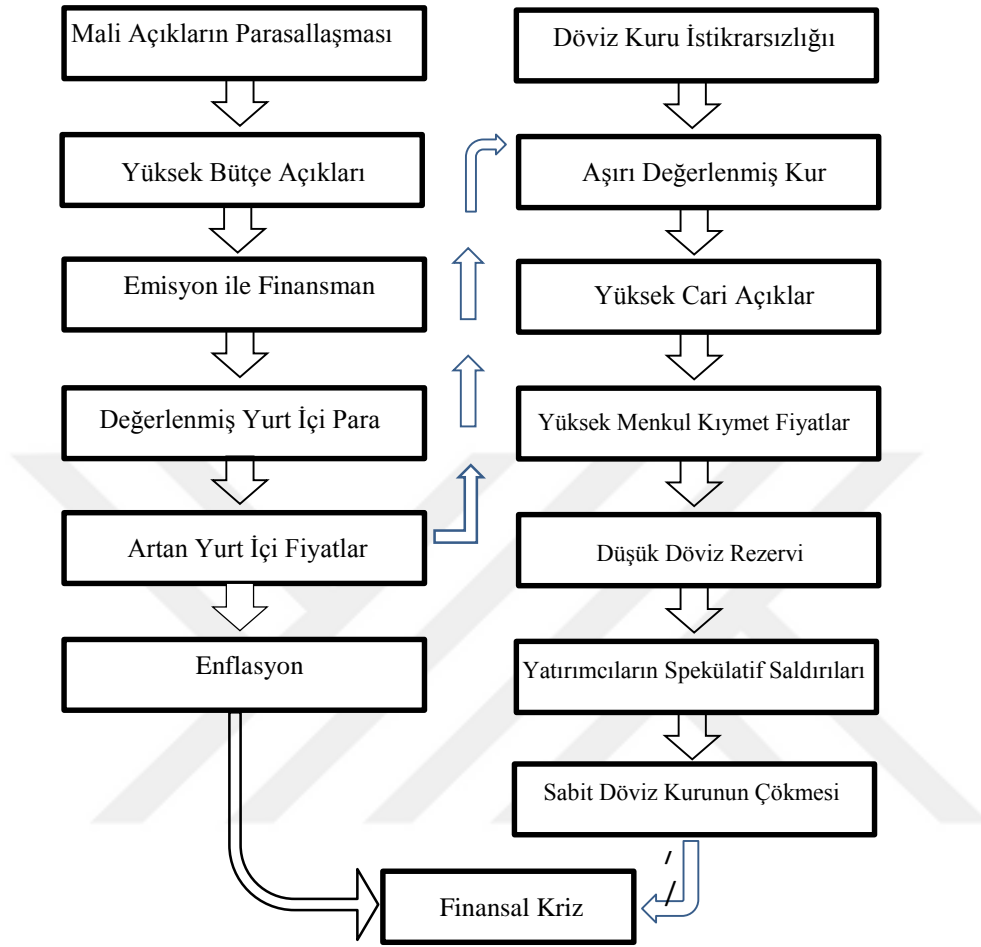 Mali Açıkların Parasallaşması
Yüksek Bütçe Açıkları
Emisyon ile Finansman
Değerlenmiş Yurt İçi Para
Artan Yurt İçi Fiyatlar
Enflasyon
Döviz Kuru İstikrarsızlığıı
Aşırı Değerlenmiş Kur
Yüksek Cari Açıklar
Yüksek Menkul Kıymet Fiyatlar
Düşük Döviz Rezervi
Yatırımcıların Spekülatif Saldırıları
Sabit Döviz Kurunun Çökmesi
Finansal Kriz